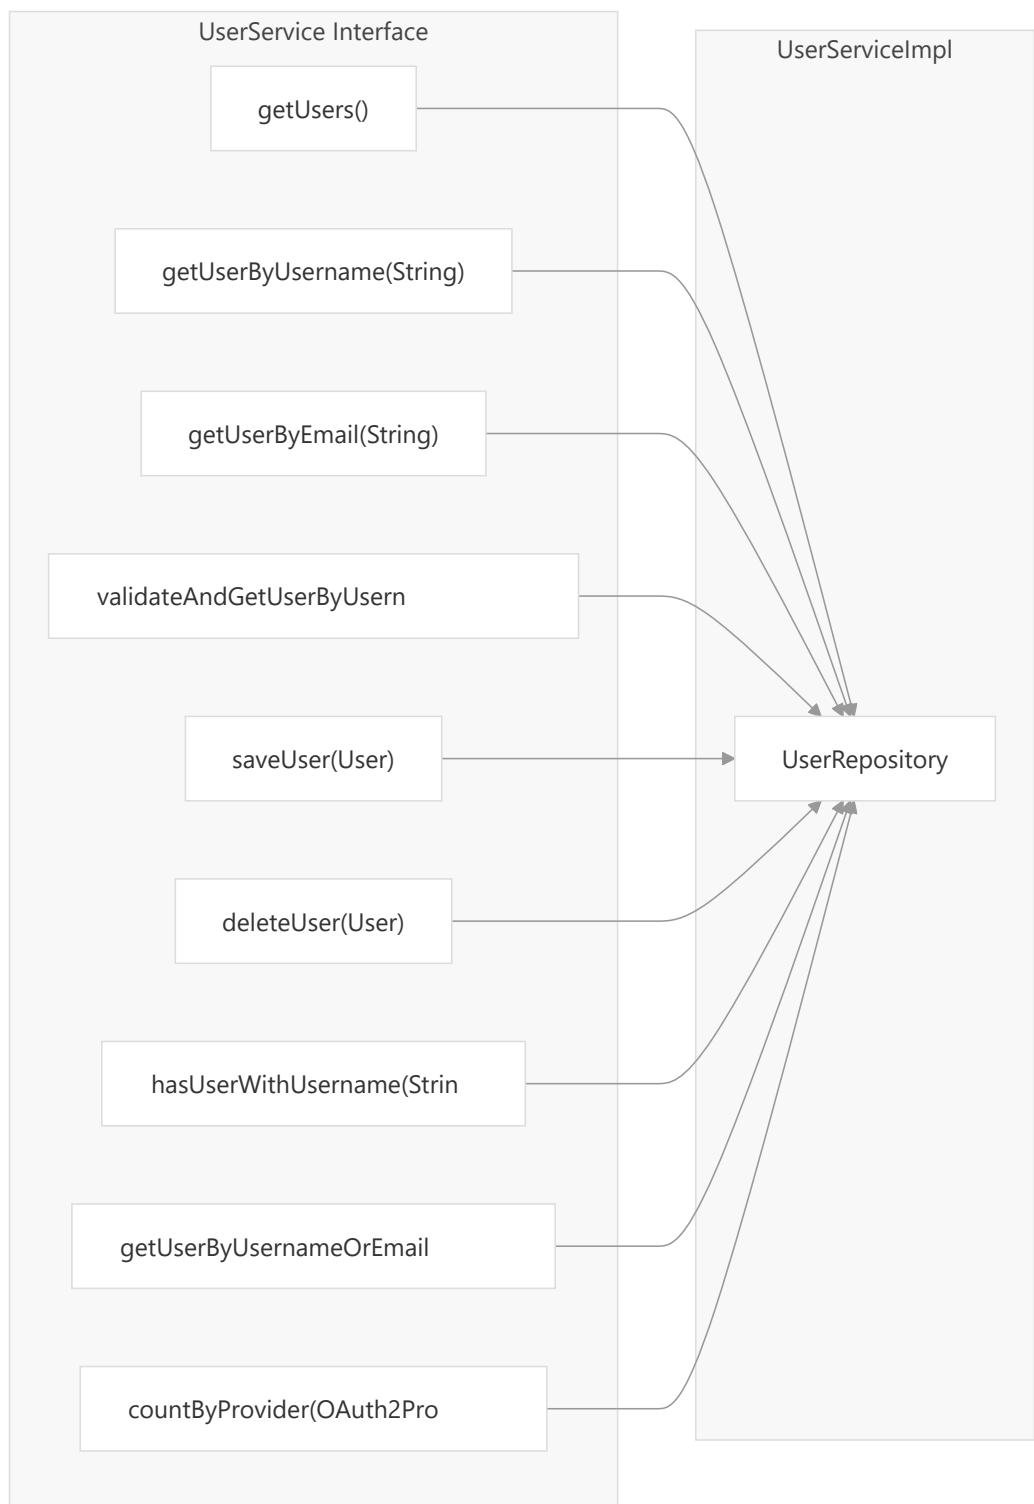 UserService Interface
getUsers()
getUserByUsername(String)
getUserByEmail(String)
validateAndGetUserByUsern
saveUser(User)
deleteUser(User)
hasUserWithUsername(Strin
getUserByUsernameOrEmail
countByProvider(OAuth2Pro
UserServiceImpl
UserRepository